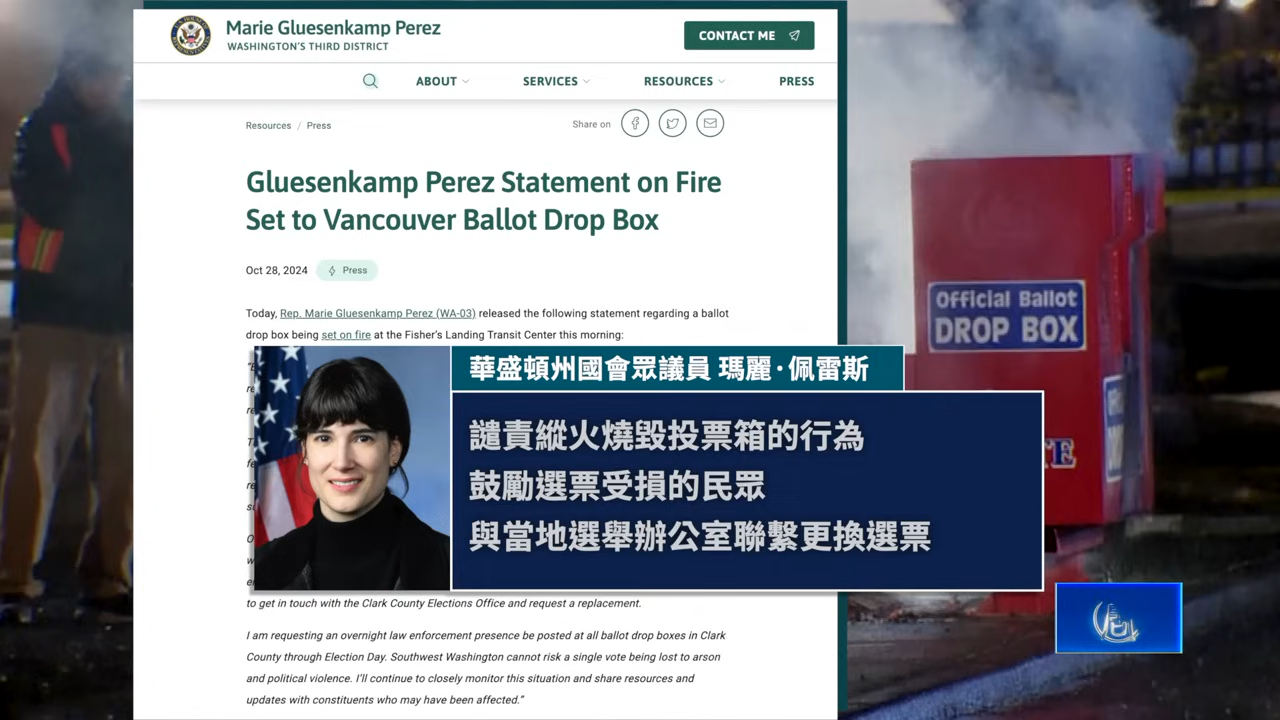 Marie Gluesenkamp Perez
WASHINGTON'S THIRD DISTRICT
CONTACT ME
ABOUT
SERVICES
RESOURCES
PRESS
Resources / Press
Share on
Gluesenkamp Perez Statement on Fire
Set to Vancouver Ballot Drop Box
Oct 28, 2024
Press
Today, Rep. Marie Gluesenkamp Perez (WA-03) released the following statement regarding a ballot
drop box being set on fire at the Fisher's Landing Transit Center this morning:
華盛頓州國會眾議員 瑪麗·佩雷斯
譴責縱火燒毀投票箱的行為
鼓勵選票受損的民眾
與當地選舉辦公室聯繫更換選票
to get in touch with the Clark County Elections Office and request a replacement.
I am requesting an overnight law enforcement presence be posted at all ballot drop boxes in Clark
County through Election Day. Southwest Washington cannot risk a single vote being lost to arson
and political violence. I'll continue to closely monitor this situation and share resources and
updates with constituents who may have been affected."
Official Ballot
DROP BOX